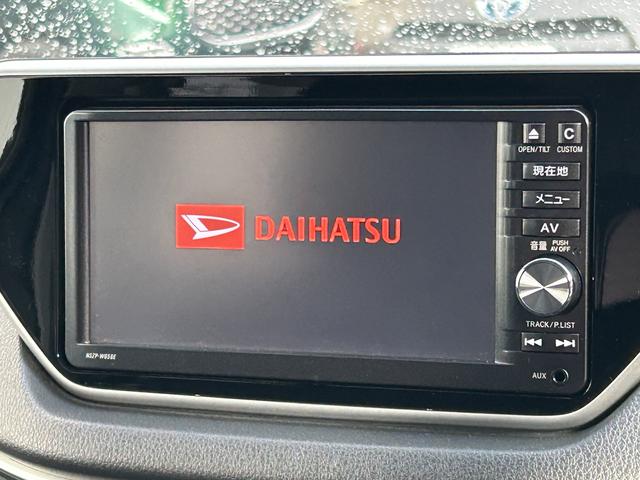 OPEN/TILT
C
CUSTOM
現在地
メニュー
AV
音量 PUSH AV OFF
DAIHATSU
TRACK/P.LIST
NSZP-W65DE
AUX